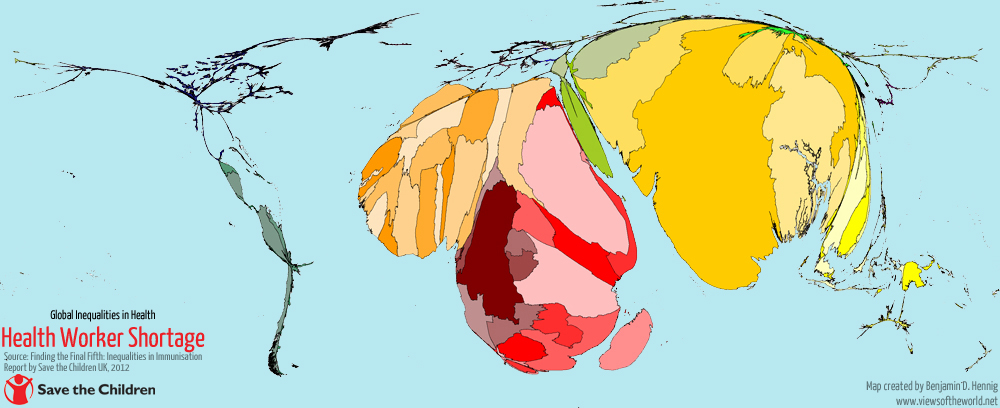 Global Inequalities in Health
Health Worker Shortage
Source: Finding the Final Fifth: Inequalities in Immunisation
Report by Save the Children UK, 2012
Save the Children
Map created by Benjamin D. Hennig
www.viewsoftheworld.net